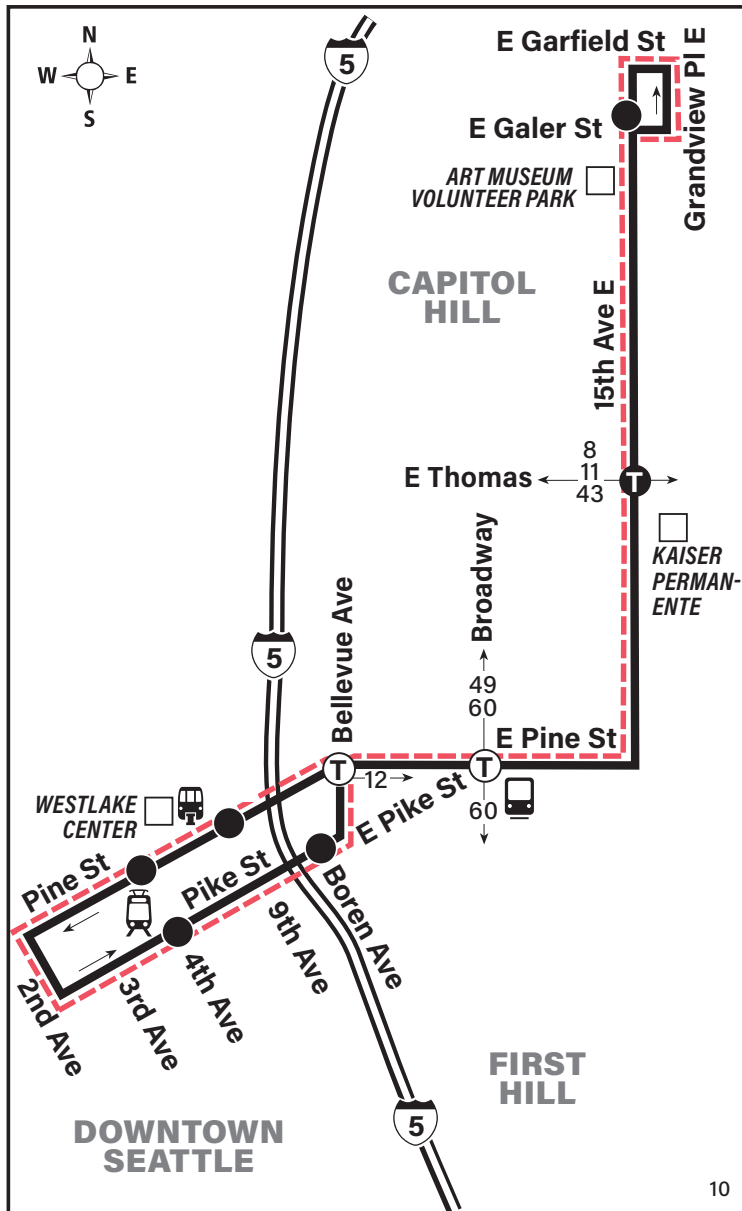 N
W E
S
5
E Garfield St
Grandview Pl E
E Galer St
ART MUSEUM
VOLUNTEER PARK
CAPITOL
HILL
15th Ave E
8
11
43
E Thomas
T
KAISER
PERMAN-
ENTE
Broadway
49
60
5
Bellevue Ave
E Pine St
T
12
T
E Pike St
60
WESTLAKE
CENTER
Pine St
Pike St
Boren Ave
9th Ave
4th Ave
3rd Ave
2nd Ave
FIRST
HILL
5
DOWNTOWN
SEATTLE
10